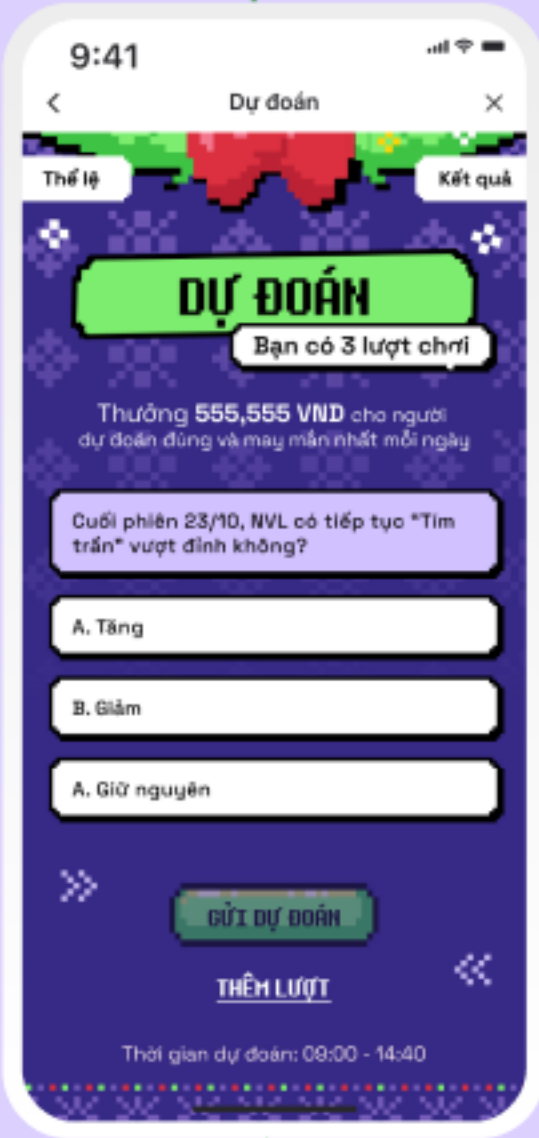 9:41
Dự đoán
Thể lệ
Kết quả
DỰ ĐOÁN
Bạn có 3 lượt chơi
Thưởng 555,555 VND cho người
dự đoán đúng và may mắn nhất mỗi ngày
Cuối phiên 23/10, NVL có tiếp tục "Tím
trần" vượt đỉnh không?
A. Tăng
B. Giảm
A. Giữ nguyên
GỬI DỰ ĐOÁN
THÊM LƯỢT
Thời gian dự đoán: 09:00 - 14:40